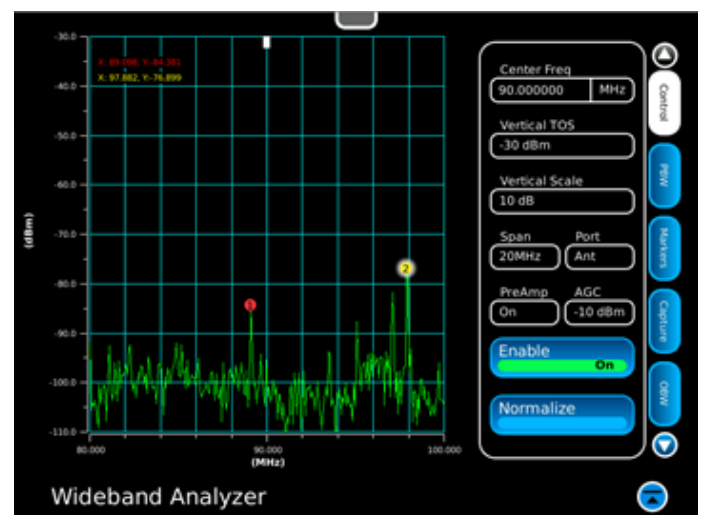 -30.0
X: 89.098, Y:-84.381
X: 97.882, Y:-76.899
-40.0
-50.0
-60.0
-70.0
-80.0
-90.0
-100.0
-110.0
(dBm)
1
2
80.000 90.000 100.000
(MHz)
Center Freq
90.000000 MHz
Vertical TOS
-30 dBm
Vertical Scale
10 dB
Span Port
20MHz Ant
PreAmp AGC
On -10 dBm
Enable
On
Normalize
Control
PBW
Markers
Capture
OBW
Wideband Analyzer